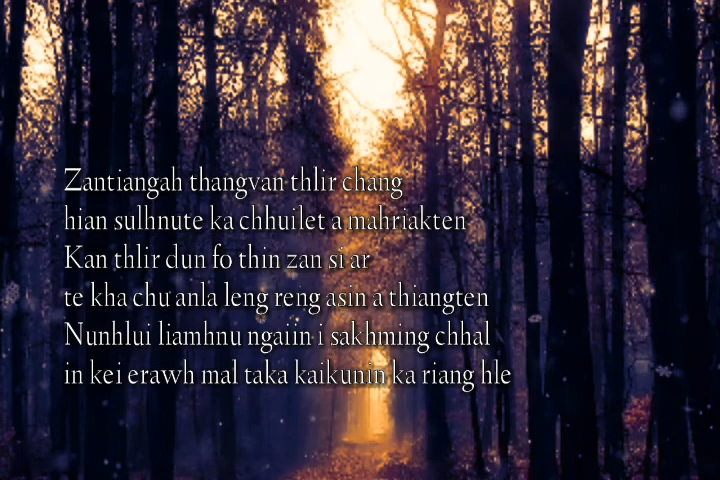 Zantiangah thangvan thlir chang
hian sulhnute ka chhuilet a mahriakten
Kan thlir dun fo thin zan si ar
te kha chu anla leng reng asin a thiangten
Nunhlui liamhnu ngaiin i sakhming chhal
in kei erawh mal taka kaikunin ka riang hle